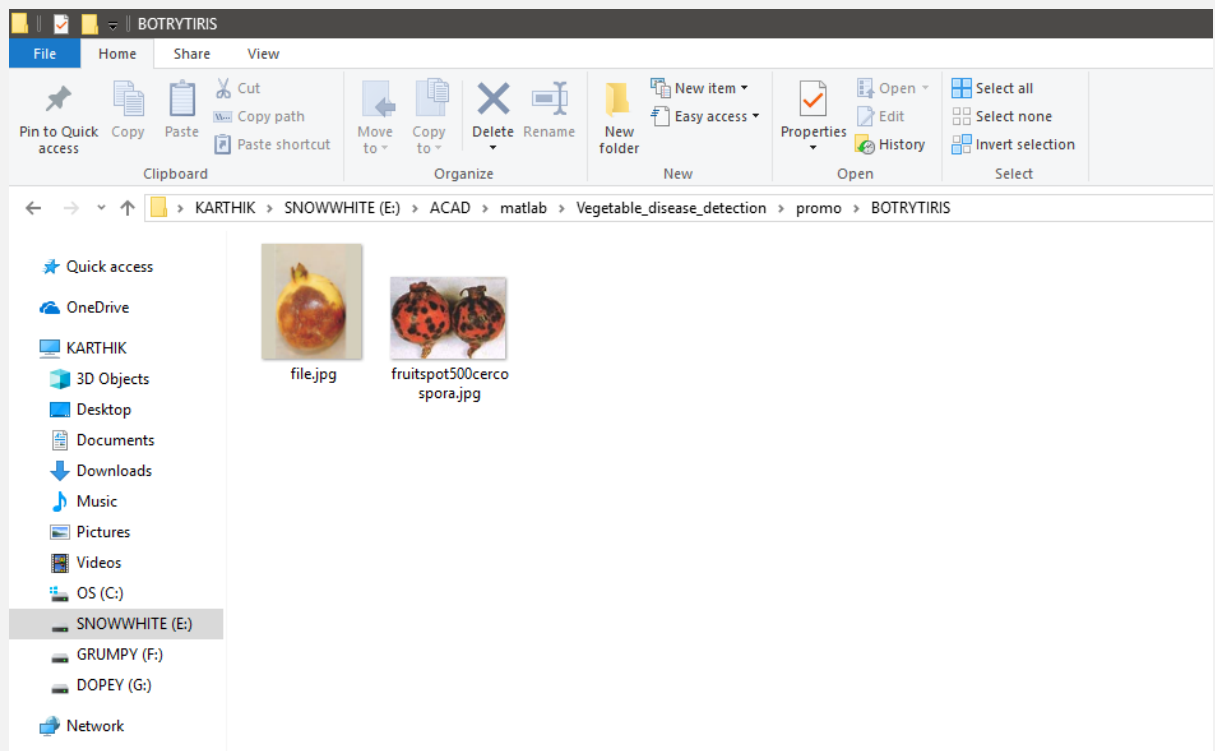 BOTRYTIRIS
File Home Share View
Pin to Quick access
Copy
Paste
Cut
Copy path
Paste shortcut
Clipboard
Move to
Copy to
Delete
Rename
Organize
New folder
New item
Easy access
New
Properties
Open
Edit
History
Open
Select all
Select none
Invert selection
Select
KARTHIK > SNOWWHITE (E:) > ACAD > matlab > Vegetable_disease_detection > promo > BOTRYTIRIS
Quick access
OneDrive
KARTHIK
3D Objects
Desktop
Documents
Downloads
Music
Pictures
Videos
OS (C:)
SNOWWHITE (E:)
GRUMPY (F:)
DOPEY (G:)
Network
file.jpg
fruitspot500cerco
spora.jpg